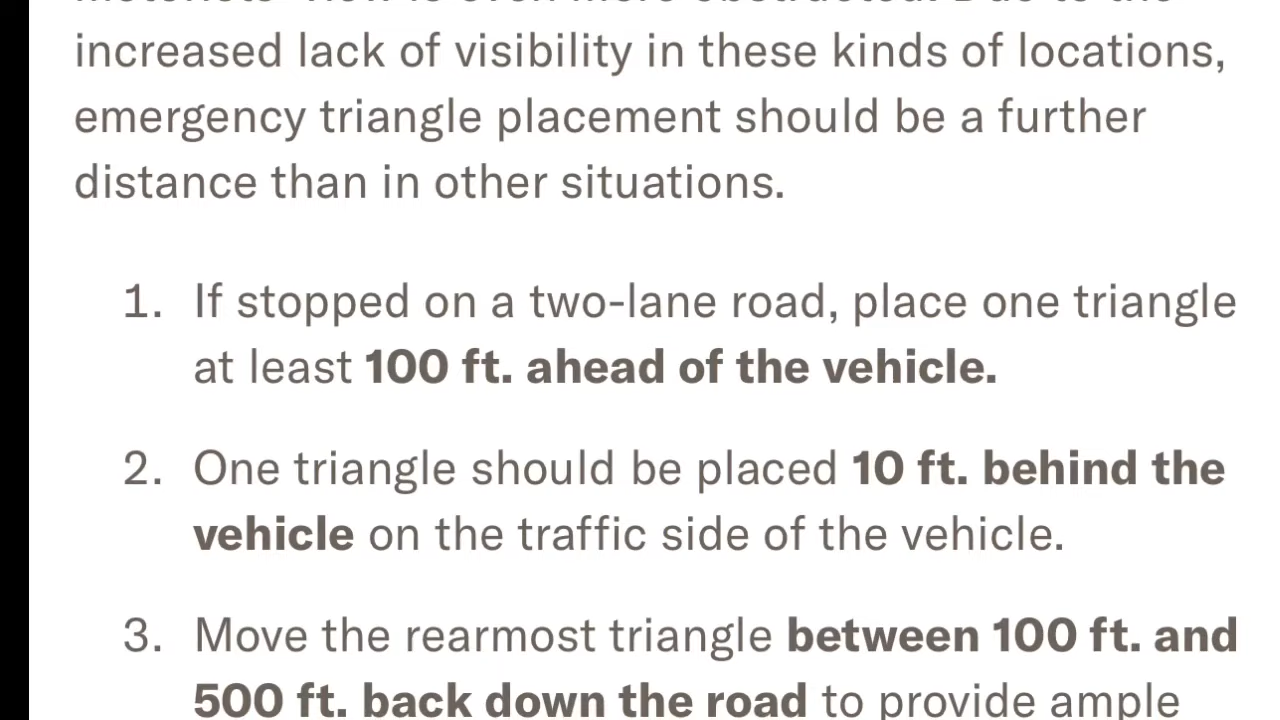 increased lack of visibility in these kinds of locations,
emergency triangle placement should be a further
distance than in other situations.
1. If stopped on a two-lane road, place one triangle
at least 100 ft. ahead of the vehicle.
2. One triangle should be placed 10 ft. behind the
vehicle on the traffic side of the vehicle.
3. Move the rearmost triangle between 100 ft. and
500 ft. back down the road to provide ample